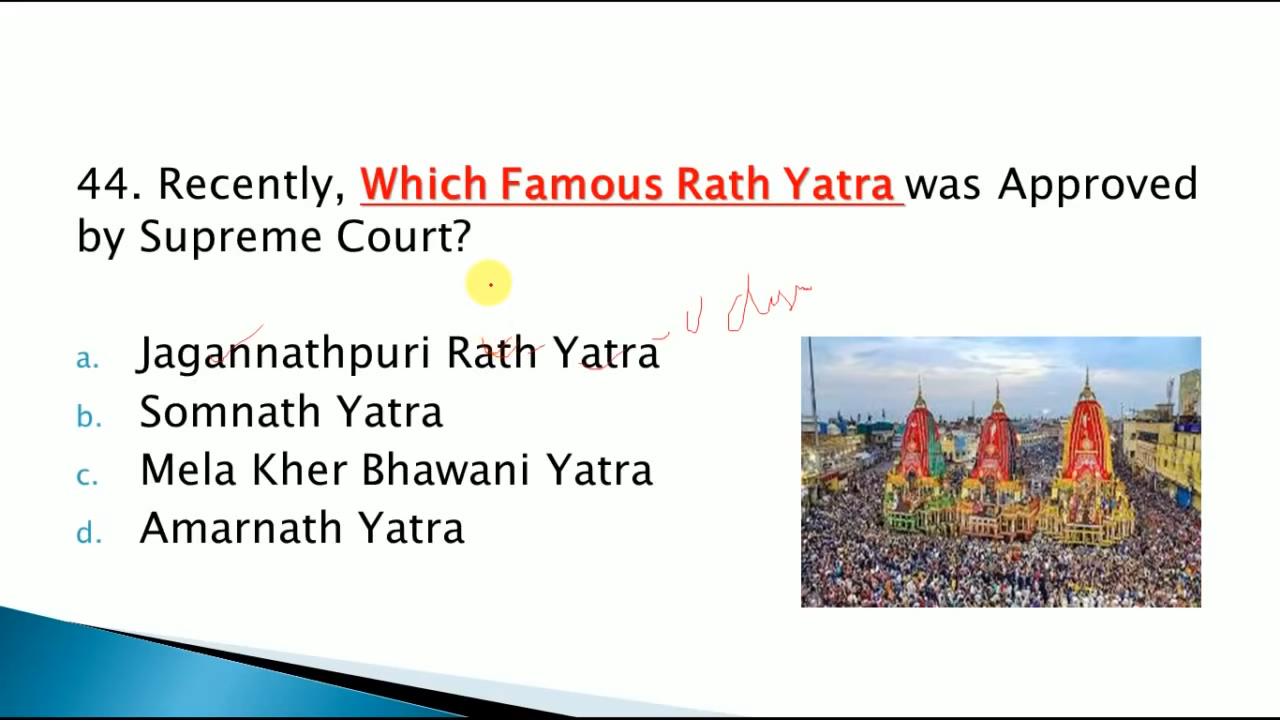 44. Recently, Which Famous Rath Yatra was Approved
by Supreme Court?
a. Jagannathpuri Rath Yatra
b. Somnath Yatra
c. Mela Kher Bhawani Yatra
d. Amarnath Yatra